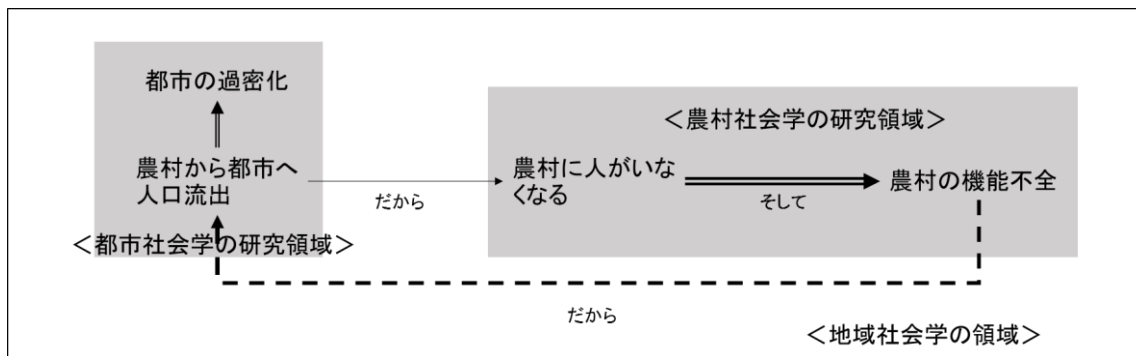 都市の過密化
農村から都市へ
人口流出
＜都市社会学の研究領域＞
だから
＜農村社会学の研究領域＞
農村に人がいな
くなる
そして
農村の機能不全
だから
＜地域社会学の領域＞